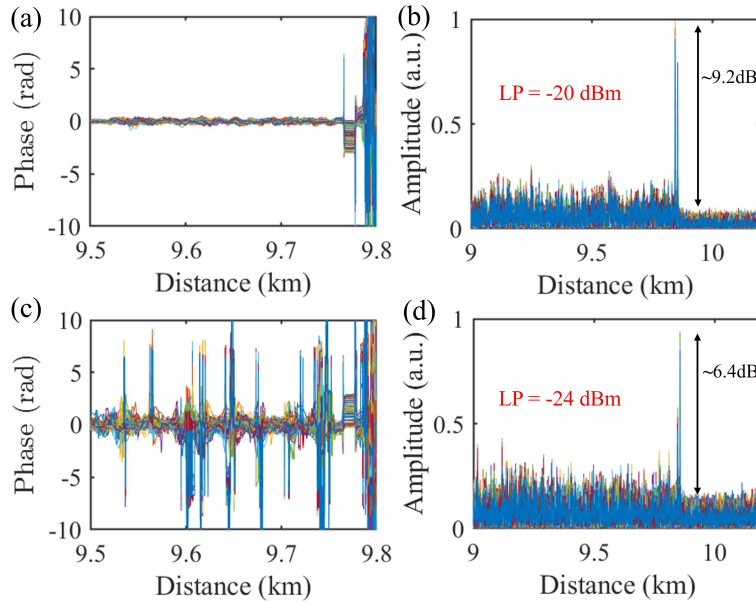 (a)
10
5
0
-5
-10
Phase (rad)
9.5
9.6
9.7
9.8
Distance (km)
(b)
1
0.5
0
Amplitude (a.u.)
LP = -20 dBm
~9.2dB
9
9.5
10
Distance (km)
(c)
10
5
0
-5
-10
Phase (rad)
9.5
9.6
9.7
9.8
Distance (km)
(d)
1
0.5
0
Amplitude (a.u.)
LP = -24 dBm
~6.4dB
9
9.5
10
Distance (km)